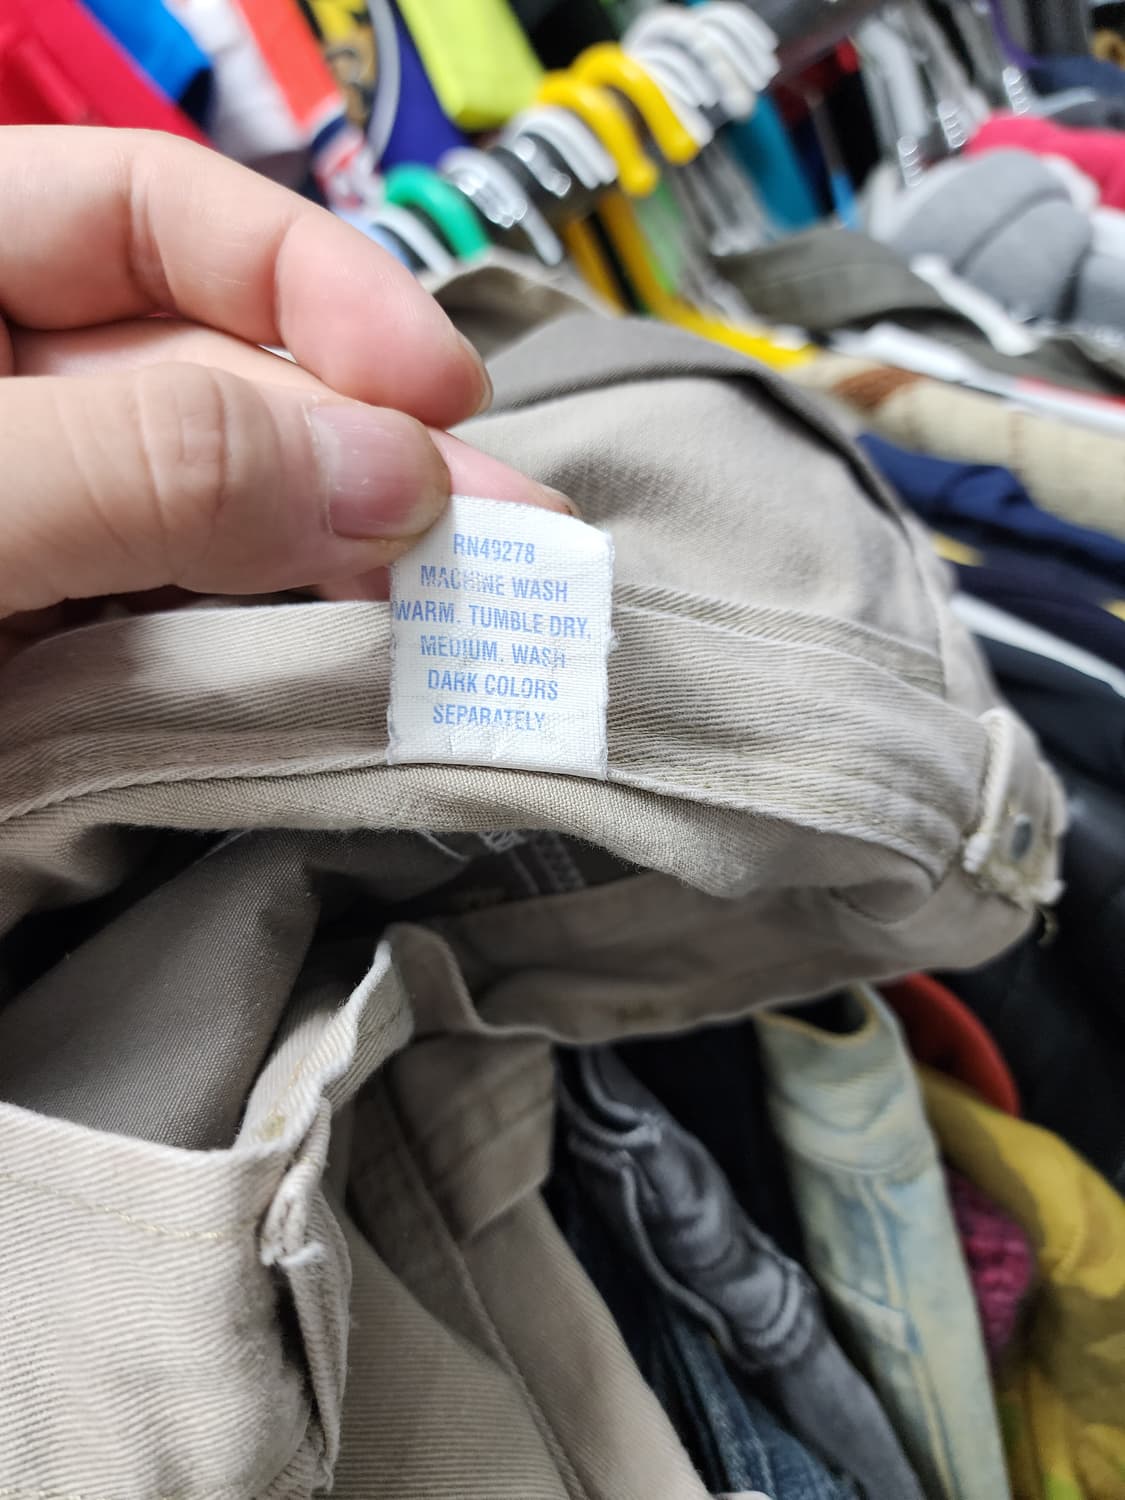 RN49278
MACHINE WASH
WARM. TUMBLE DRY,
MEDIUM. WASH
DARK COLORS
SEPARATELY